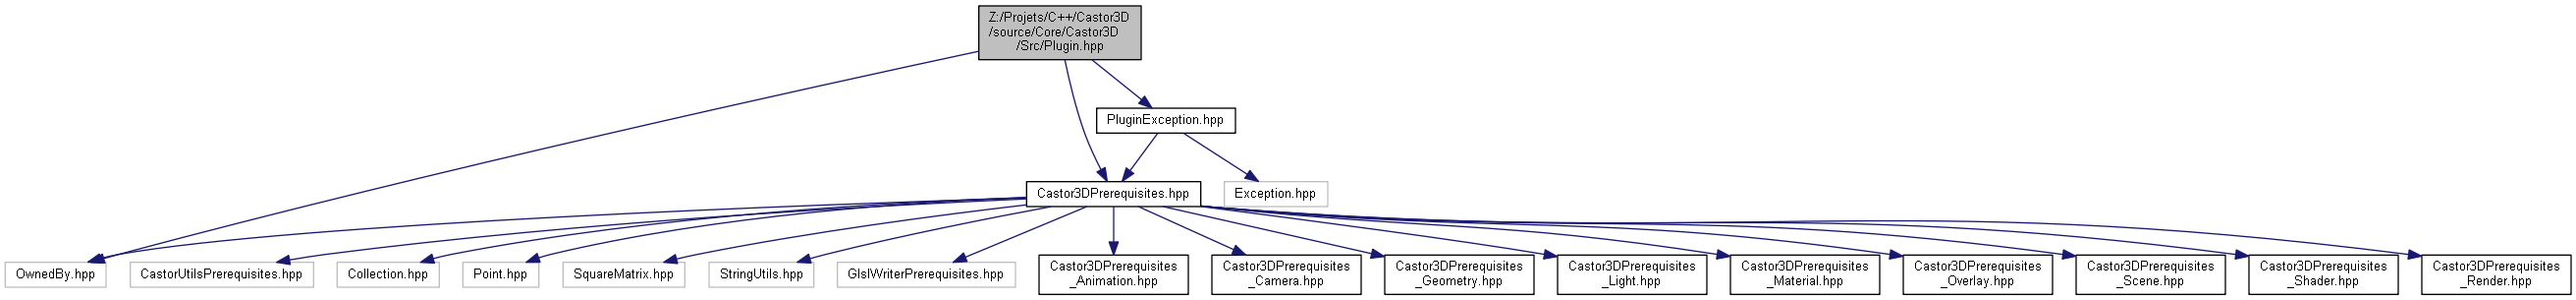 Z:/Projets/C++/Castor3D
/source/Core/Castor3D
/Src/Plugin.hpp
PluginException.hpp
Castor3DPrerequisites.hpp
Exception.hpp
OwnedBy.hpp
CastorUtilsPrerequisites.hpp
Collection.hpp
Point.hpp
SquareMatrix.hpp
StringUtils.hpp
GlslWriterPrerequisites.hpp
Castor3DPrerequisites
_Animation.hpp
Castor3DPrerequisites
_Camera.hpp
Castor3DPrerequisites
_Geometry.hpp
Castor3DPrerequisites
_Light.hpp
Castor3DPrerequisites
_Material.hpp
Castor3DPrerequisites
_Overlay.hpp
Castor3DPrerequisites
_Scene.hpp
Castor3DPrerequisites
_Shader.hpp
Castor3DPrerequisites
_Render.hpp